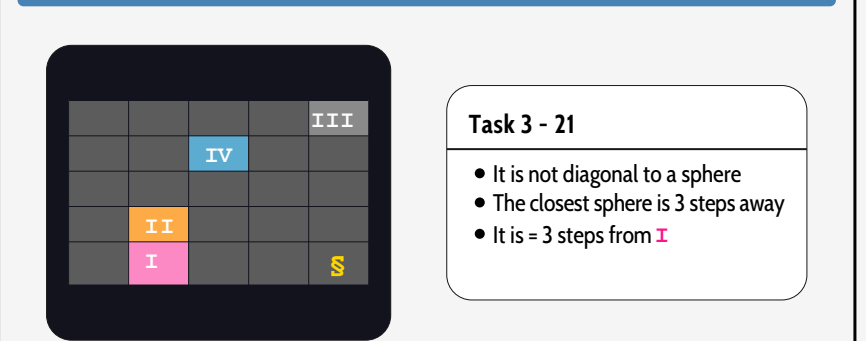 III
IV
II
I
§
Task 3 - 21
• It is not diagonal to a sphere
• The closest sphere is 3 steps away
• It is = 3 steps from I